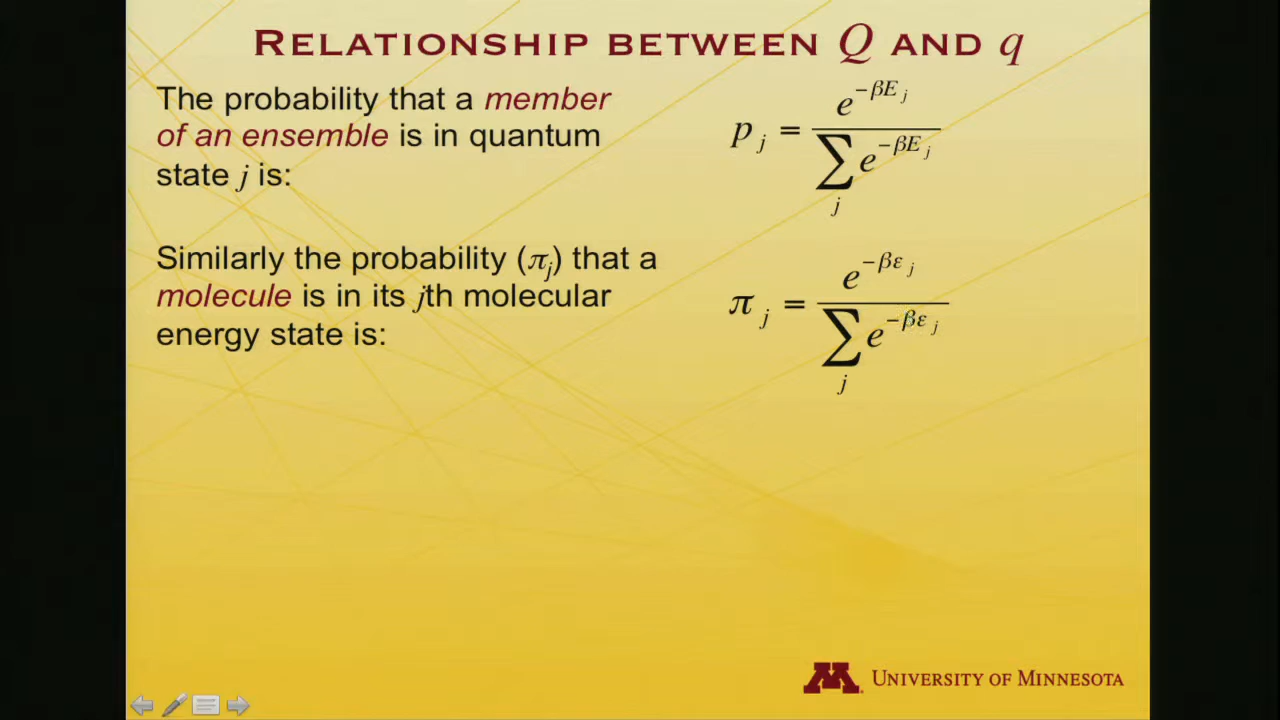 RELATIONSHIP BETWEEN Q AND q
The probability that a member
of an ensemble is in quantum
state j is:
p_j = e^{-βE_j} / ∑_j e^{-βE_j}
Similarly the probability (π_j) that a
molecule is in its jth molecular
energy state is:
π_j = e^{-βε_j} / ∑_j e^{-βε_j}
M UNIVERSITY OF MINNESOTA